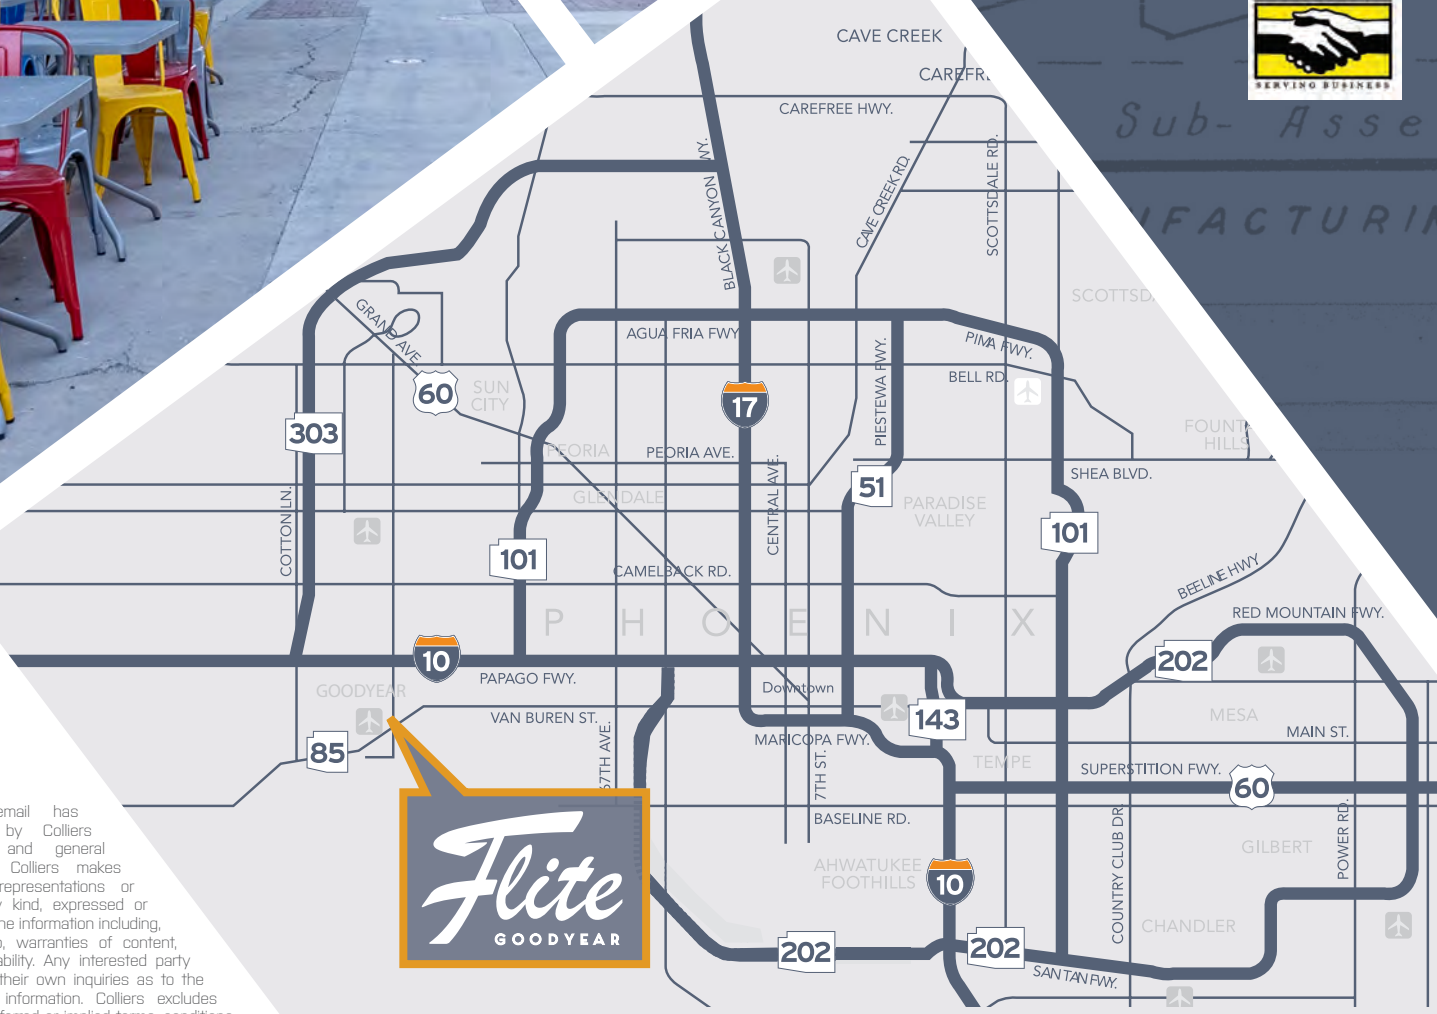 CAVE CREEK
SERVING BUSINESS
CAREFREE HWY.
Sub- Asse
BLACK CANYON
CAVE CREEK RD.
SCOTTSDALE RD.
GRAND AVE.
AGUA FRIA FWY.
PIMA FWY.
PIESTEWA FWY.
BELL RD.
60
SUN
CITY
17
303
PEORIA
PEORIA AVE.
HILLS
SHEA BLVD.
51
GLENDALE
PARADISE
VALLEY
COTTON LN.
CENTRAL AVE.
101
101
CAMELBACK RD.
BEELINE HWY
RED MOUNTAIN FWY.
PHOENIX
10
202
PAPAGO FWY.
GOODYEAR
Downtown
VAN BUREN ST.
143
MESA
MARICOPA FWY.
MAIN ST.
85
67TH AVE.
7TH ST.
TEMPE
SUPERSTITION FWY.
60
BASELINE RD.
COUNTRY CLUB DR.
POWER RD.
GILBERT
AHWATUKEE
FOOTHILLS
10
Flite
GOODYEAR
CHANDLER
202
202
SAN TAN FWY.
email has
by Colliers
and general
Colliers makes
representations or
kind, expressed or
information including,
warranties of content,
Any interested party
their own inquiries as to the
information. Colliers excludes